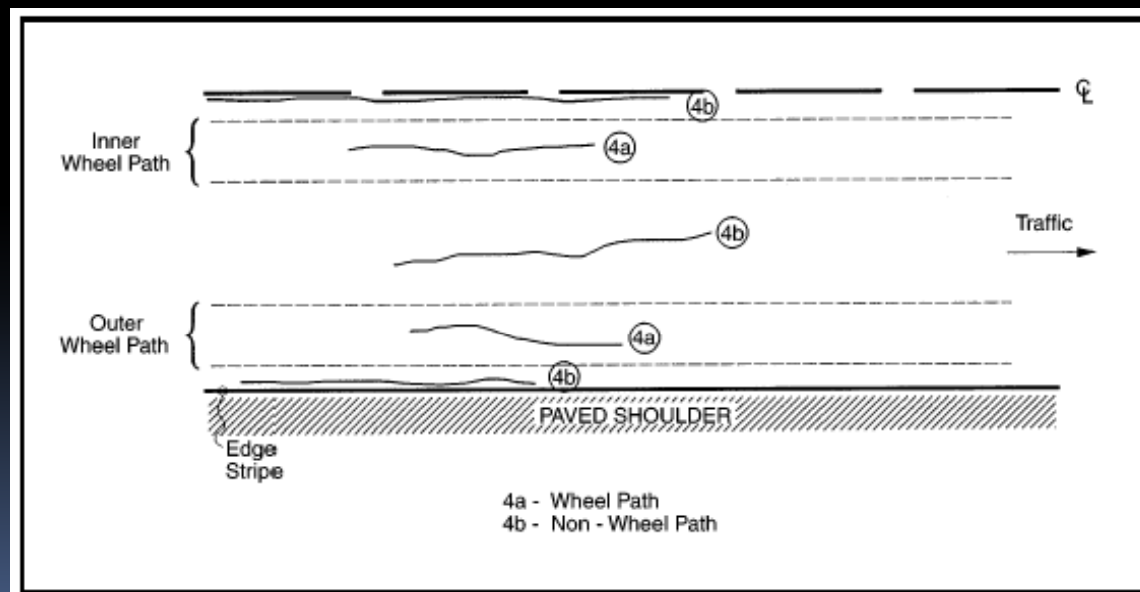 ℄
4b
Inner
Wheel Path
4a
4b
Traffic
Outer
Wheel Path
4a
4b
PAVED SHOULDER
Edge
Stripe
4a - Wheel Path
4b - Non - Wheel Path